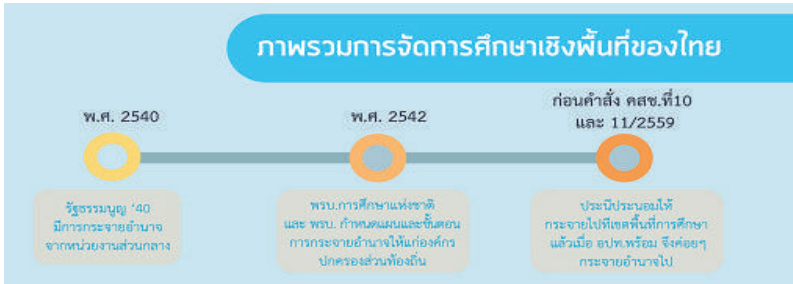 ภาพรวมการจัดการศึกษาเชิงพื้นที่ของไทย
พ.ศ. 2540
รัฐธรรมนูญ '40
มีการกระจายอำนาจ
จากหน่วยงานส่วนกลาง
พ.ศ. 2542
พรบ.การศึกษาแห่งชาติ
และ พรบ. กำหนดแผนและขั้นตอน
การกระจายอำนาจให้แก่องค์กร
ปกครองส่วนท้องถิ่น
ก่อนคำสั่ง คสช.ที่10
และ 11/2559
ประนีประนอมให้
กระจายไปที่เขตพื้นที่การศึกษา
แล้วเมื่อ อปท.พร้อม จึงค่อยๆ
กระจายอำนาจไป